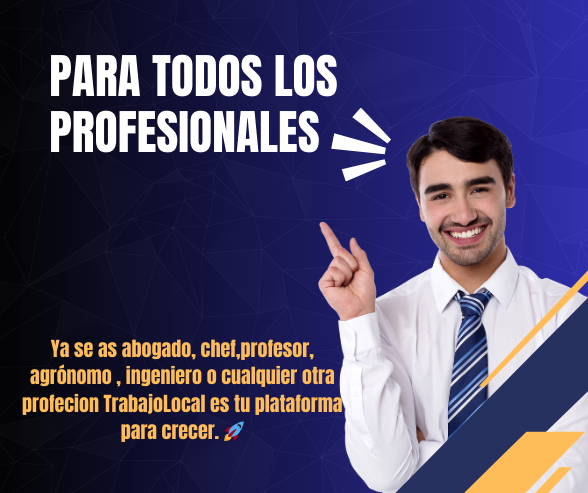 PARA TODOS LOS
PROFESIONALES
Ya se as abogado, chef,profesor,
agrónomo , ingeniero o cualquier otra
profecion TrabajoLocal es tu plataforma
para crecer. 🚀